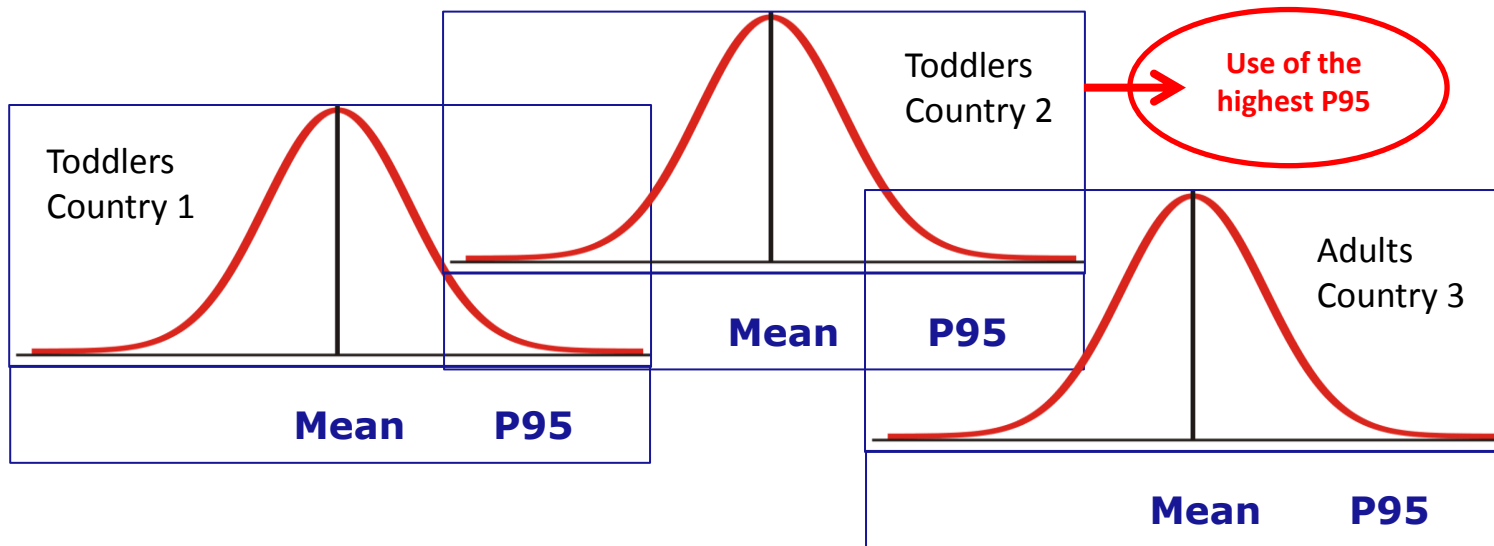 Toddlers
Country 1
Mean P95
Toddlers
Country 2
Mean P95
Use of the
highest P95
Adults
Country 3
Mean P95